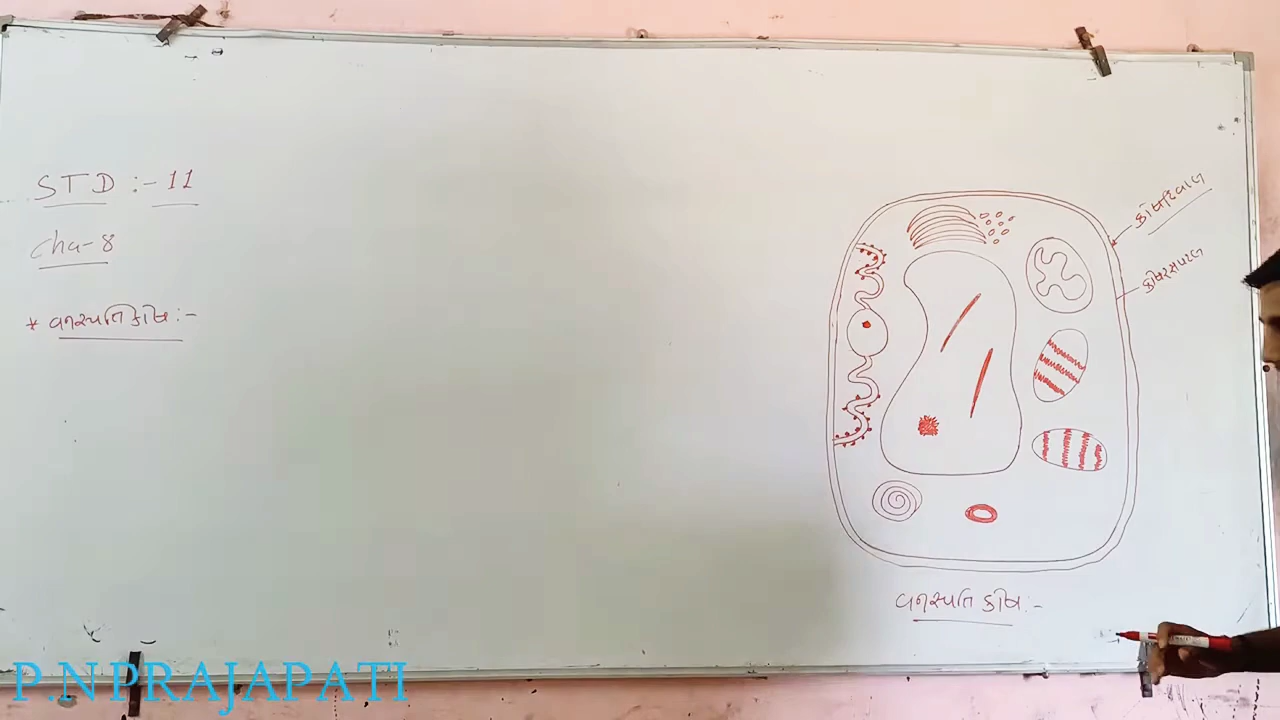 STD :- 11
Cha-8
* વનસ્પતિ કોષ :-
કોષદિવાલ
કોષરસપટલ
વનસ્પતિ કોષ :-
P.N PRAJAPATI